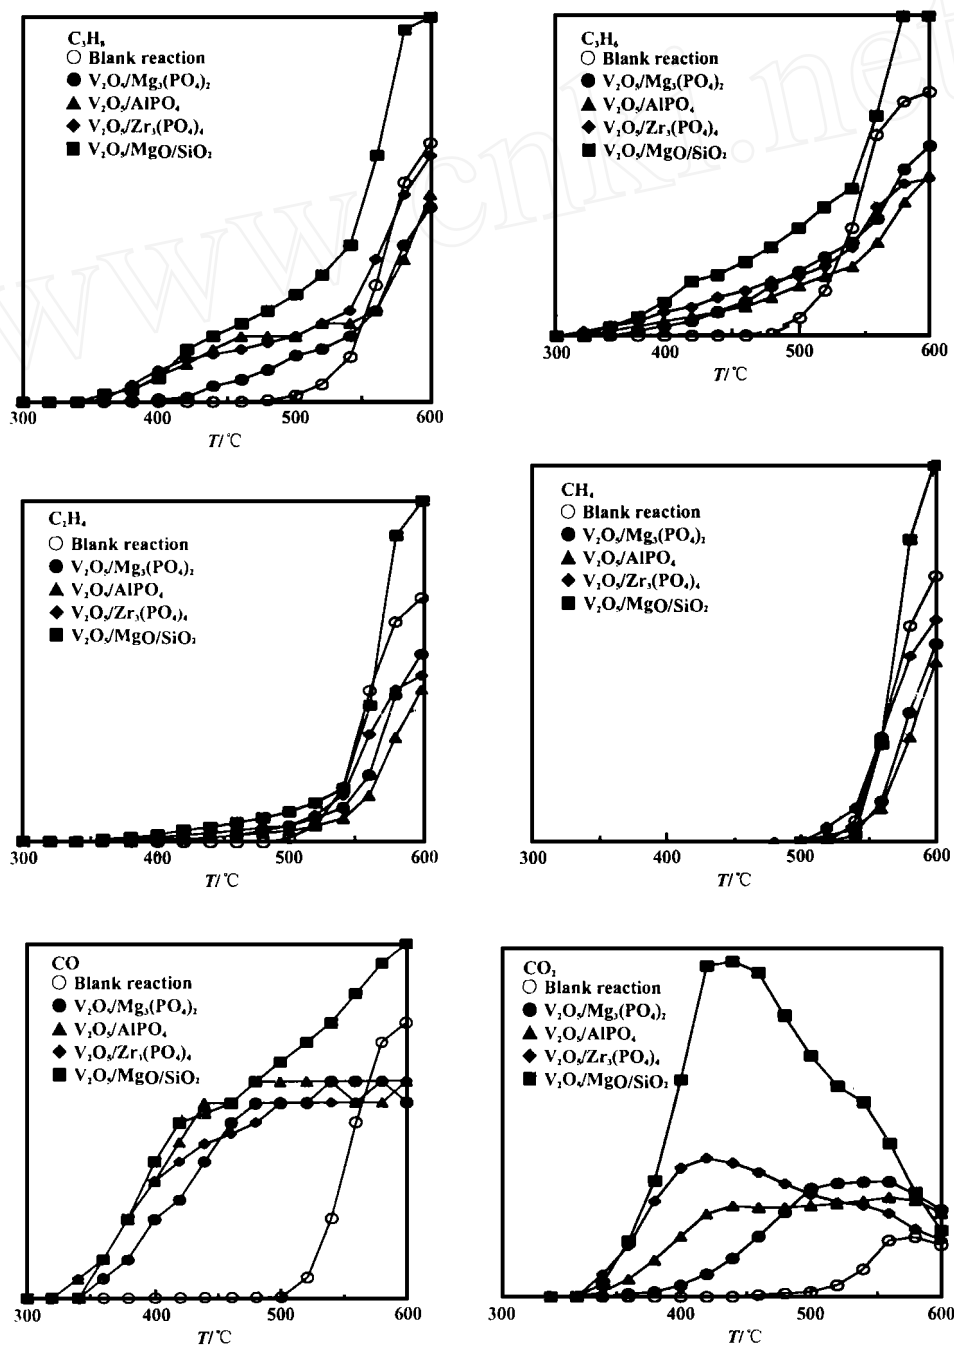 C₃H₈
Blank reaction
V₂O₅/Mg₃(PO₄)₂
V₂O₅/AlPO₄
V₂O₅/Zr₃(PO₄)₄
V₂O₅/MgO/SiO₂
300 400 500 600
T/℃
C₃H₆
Blank reaction
V₂O₅/Mg₃(PO₄)₂
V₂O₅/AlPO₄
V₂O₅/Zr₃(PO₄)₄
V₂O₅/MgO/SiO₂
300 400 500 600
T/℃
C₂H₄
Blank reaction
V₂O₅/Mg₃(PO₄)₂
V₂O₅/AlPO₄
V₂O₅/Zr₃(PO₄)₄
V₂O₅/MgO/SiO₂
300 400 500 600
T/℃
CH₄
Blank reaction
V₂O₅/Mg₃(PO₄)₂
V₂O₅/AlPO₄
V₂O₅/Zr₃(PO₄)₄
V₂O₅/MgO/SiO₂
300 400 500 600
T/℃
CO
Blank reaction
V₂O₅/Mg₃(PO₄)₂
V₂O₅/AlPO₄
V₂O₅/Zr₃(PO₄)₄
V₂O₅/MgO/SiO₂
300 400 500 600
T/℃
CO₂
Blank reaction
V₂O₅/Mg₃(PO₄)₂
V₂O₅/AlPO₄
V₂O₅/Zr₃(PO₄)₄
V₂O₅/MgO/SiO₂
300 400 500 600
T/℃
www.cnki.net